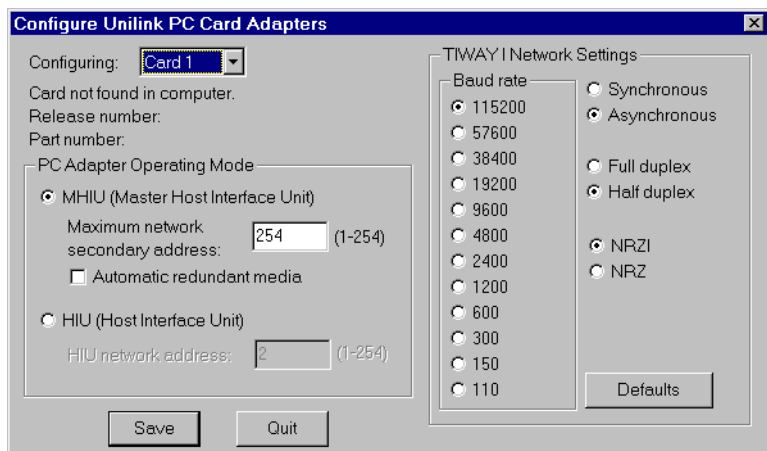 Configure Unilink PC Card Adapters
Configuring: Card 1
Card not found in computer.
Release number:
Part number:
PC Adapter Operating Mode
MHIU (Master Host Interface Unit)
Maximum network
secondary address: 254 (1-254)
Automatic redundant media
HIU (Host Interface Unit)
HIU network address: 2 (1-254)
Save Quit
TIWAY I Network Settings
Baud rate
115200
57600
38400
19200
9600
4800
2400
1200
600
300
150
110
Synchronous
Asynchronous
Full duplex
Half duplex
NRZI
NRZ
Defaults